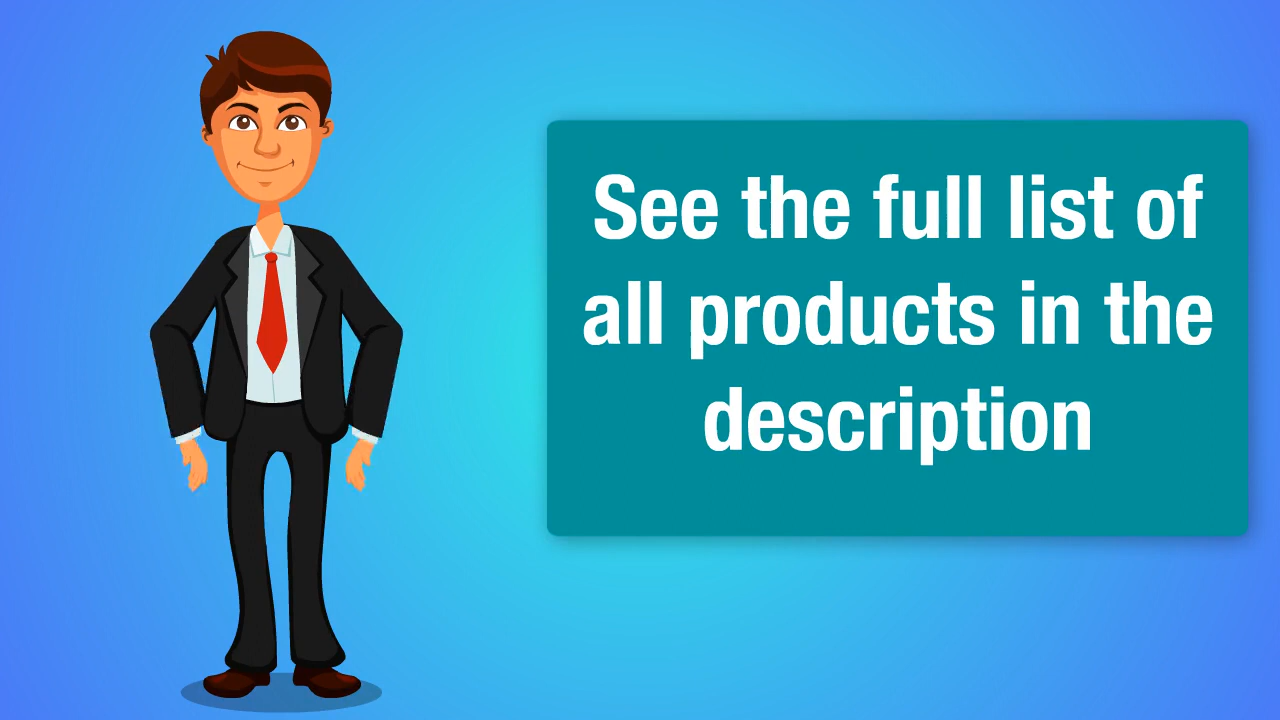 See the full list of
all products in the
description